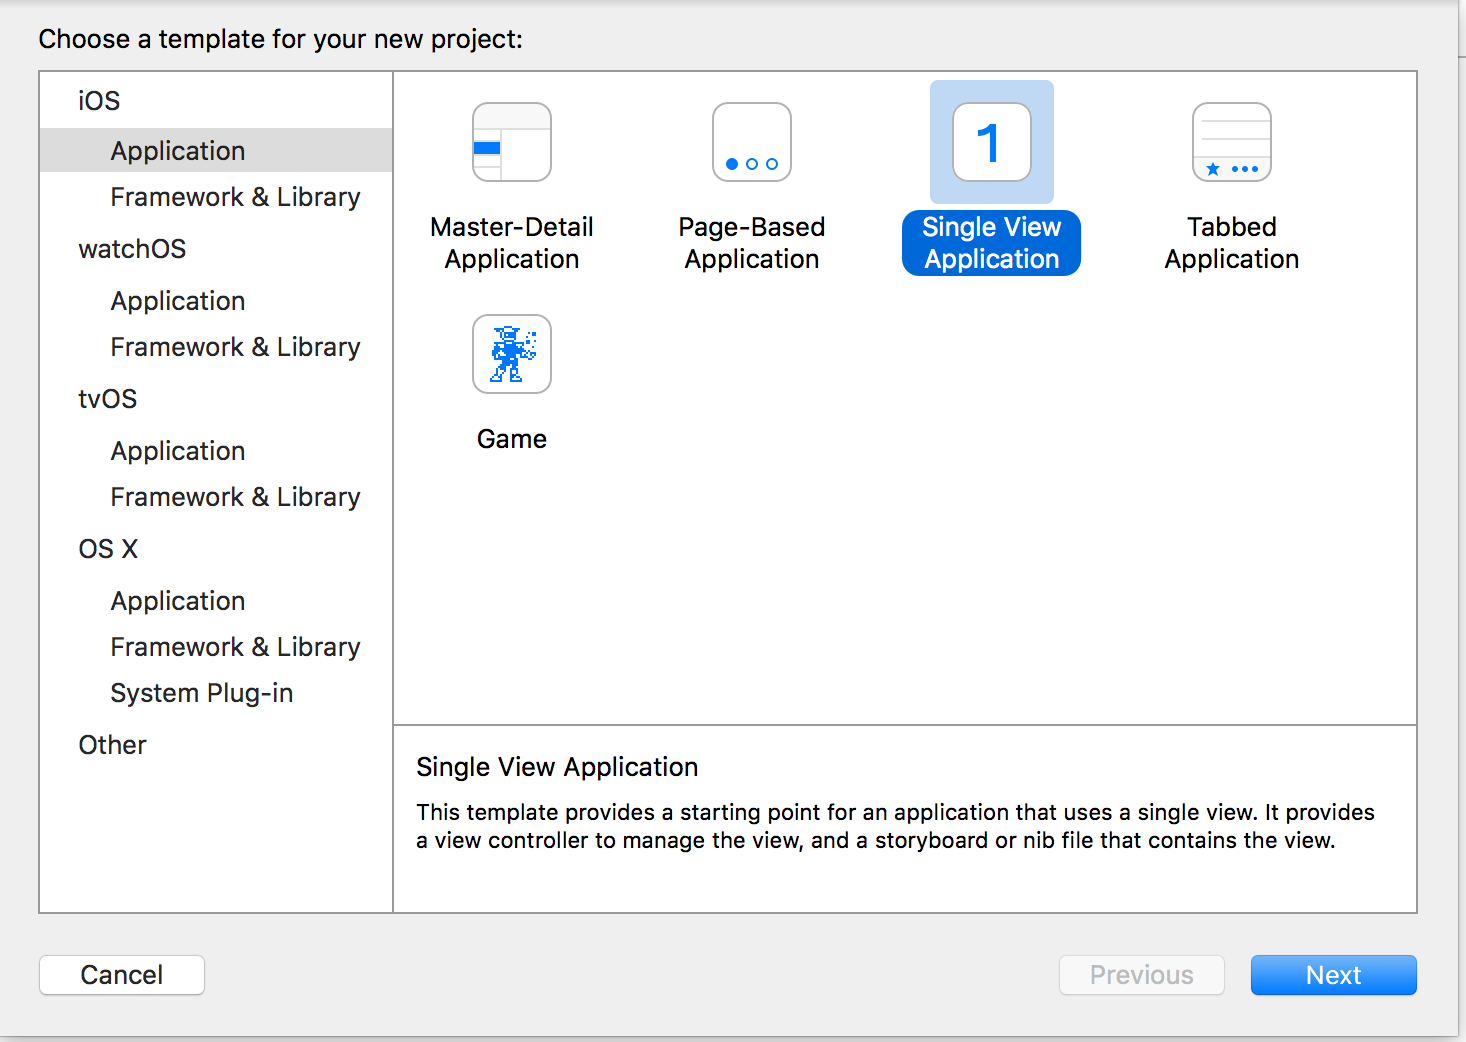 Choose a template for your new project:
iOS
Application
Framework & Library
watchOS
Application
Framework & Library
tvOS
Application
Framework & Library
OS X
Application
Framework & Library
System Plug-in
Other
Master-Detail
Application
Page-Based
Application
1
Single View
Application
Tabbed
Application
Game
Single View Application
This template provides a starting point for an application that uses a single view. It provides
a view controller to manage the view, and a storyboard or nib file that contains the view.
Cancel
Previous
Next